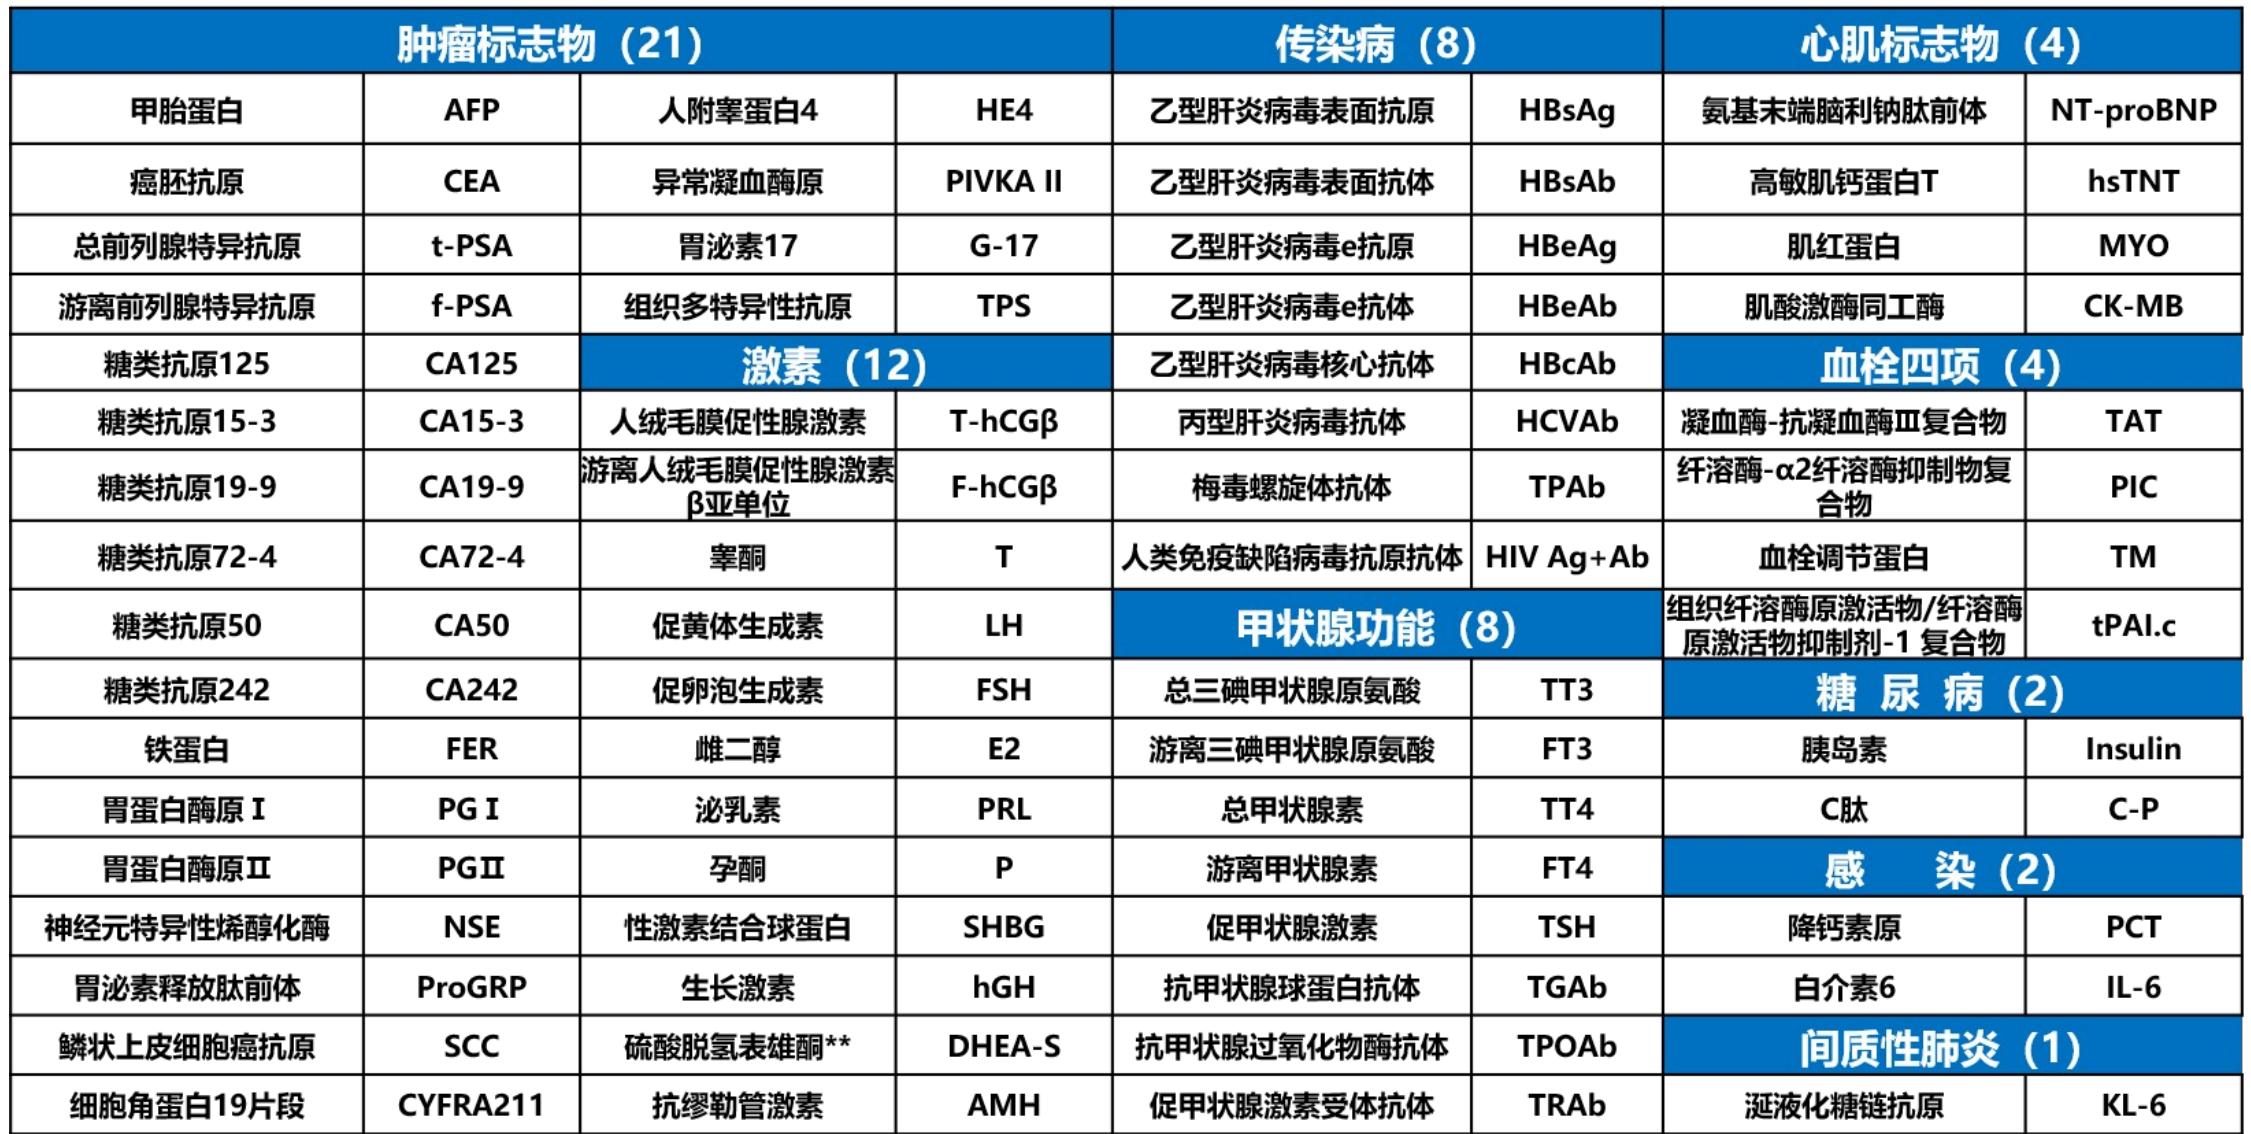 肿瘤标志物（21） 传染病（8） 心肌标志物（4）
甲胎蛋白 AFP 人附睾蛋白4 HE4 乙型肝炎病毒表面抗原 HBsAg 氨基末端脑利钠肽前体 NT-proBNP
癌胚抗原 CEA 异常凝血酶原 PIVKA II 乙型肝炎病毒表面抗体 HBsAb 高敏肌钙蛋白T hsTNT
总前列腺特异抗原 t-PSA 胃泌素17 G-17 乙型肝炎病毒e抗原 HBeAg 肌红蛋白 MYO
游离前列腺特异抗原 f-PSA 组织多特异性抗原 TPS 乙型肝炎病毒e抗体 HBeAb 肌酸激酶同工酶 CK-MB
糖类抗原125 CA125 激素（12） 乙型肝炎病毒核心抗体 HBcAb 血栓四项（4）
糖类抗原15-3 CA15-3 人绒毛膜促性腺激素 T-hCGβ 丙型肝炎病毒抗体 HCVAb 凝血酶-抗凝血酶Ⅲ复合物 TAT
糖类抗原19-9 CA19-9 游离人绒毛膜促性腺激素
β亚单位 F-hCGβ 梅毒螺旋体抗体 TPAb 纤溶酶-α2纤溶酶抑制物复
合物 PIC
糖类抗原72-4 CA72-4 睾酮 T 人类免疫缺陷病毒抗原抗体 HIV Ag+Ab 血栓调节蛋白 TM
糖类抗原50 CA50 促黄体生成素 LH 甲状腺功能（8） 组织纤溶酶原激活物/纤溶酶
原激活物抑制剂-1 复合物 tPAI.c
糖类抗原242 CA242 促卵泡生成素 FSH 总三碘甲状腺原氨酸 TT3 糖 尿 病（2）
铁蛋白 FER 雌二醇 E2 游离三碘甲状腺原氨酸 FT3 胰岛素 Insulin
胃蛋白酶原Ⅰ PGⅠ 泌乳素 PRL 总甲状腺素 TT4 C肽 C-P
胃蛋白酶原Ⅱ PGⅡ 孕酮 P 游离甲状腺素 FT4 感 染（2）
神经元特异性烯醇化酶 NSE 性激素结合球蛋白 SHBG 促甲状腺激素 TSH 降钙素原 PCT
胃泌素释放肽前体 ProGRP 生长激素 hGH 抗甲状腺球蛋白抗体 TGAb 白介素6 IL-6
鳞状上皮细胞癌抗原 SCC 硫酸脱氢表雄酮** DHEA-S 抗甲状腺过氧化物酶抗体 TPOAb 间质性肺炎（1）
细胞角蛋白19片段 CYFRA211 抗缪勒管激素 AMH 促甲状腺激素受体抗体 TRAb 涎液化糖链抗原 KL-6